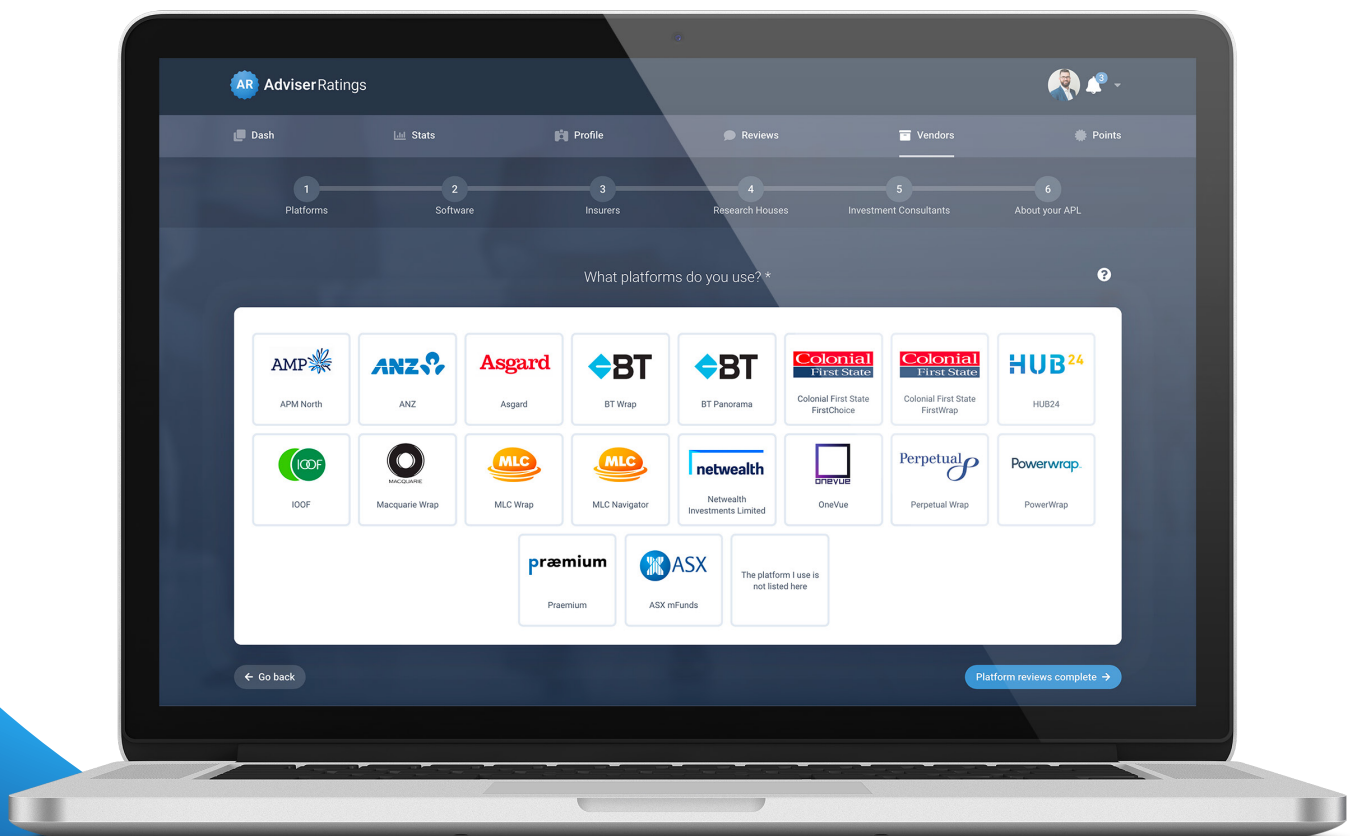 AR AdviserRatings
3
Dash Stats Profile Reviews Vendors Points
1 2 3 4 5 6
Platforms Software Insurers Research Houses Investment Consultants About your APL
What platforms do you use? *
?
AMP
APM North
ANZ
ANZ
Asgard
Asgard
BT
BT Wrap
BT
BT Panorama
Colonial
First State
Colonial First State
FirstChoice
Colonial
First State
Colonial First State
FirstWrap
HUB24
HUB24
IOOF
IOOF
MACQUARIE
Macquarie Wrap
MLC
MLC Wrap
MLC
MLC Navigator
netwealth
Netwealth
Investments Limited
onevue
OneVue
Perpetual
Perpetual Wrap
Powerwrap.
PowerWrap
præmium
Praemium
ASX
ASX mFunds
The platform I use is
not listed here
← Go back
Platform reviews complete →